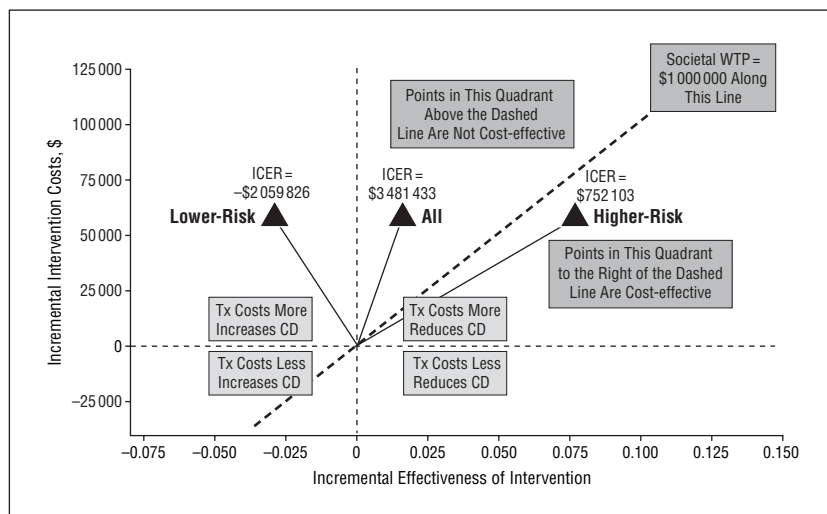 Societal WTP =
$1 000 000 Along
This Line
Points in This Quadrant
Above the Dashed
Line Are Not Cost-effective
125 000
100 000
75 000
50 000
25 000
0
−25 000
Incremental Intervention Costs, $
ICER =
−$2 059 826
Lower-Risk
ICER =
$3 481 433
All
ICER =
$752 103
Higher-Risk
Points in This Quadrant
to the Right of the Dashed
Line Are Cost-effective
Tx Costs More
Increases CD
Tx Costs More
Reduces CD
Tx Costs Less
Increases CD
Tx Costs Less
Reduces CD
−0.075 −0.050 −0.025 0 0.025 0.050 0.075 0.100 0.125 0.150
Incremental Effectiveness of Intervention